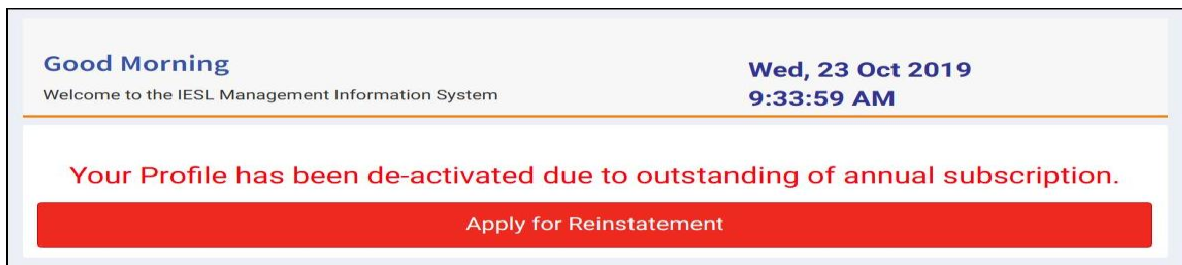 Good Morning
Welcome to the IESL Management Information System
Wed, 23 Oct 2019
9:33:59 AM
Your Profile has been de-activated due to outstanding of annual subscription.
Apply for Reinstatement